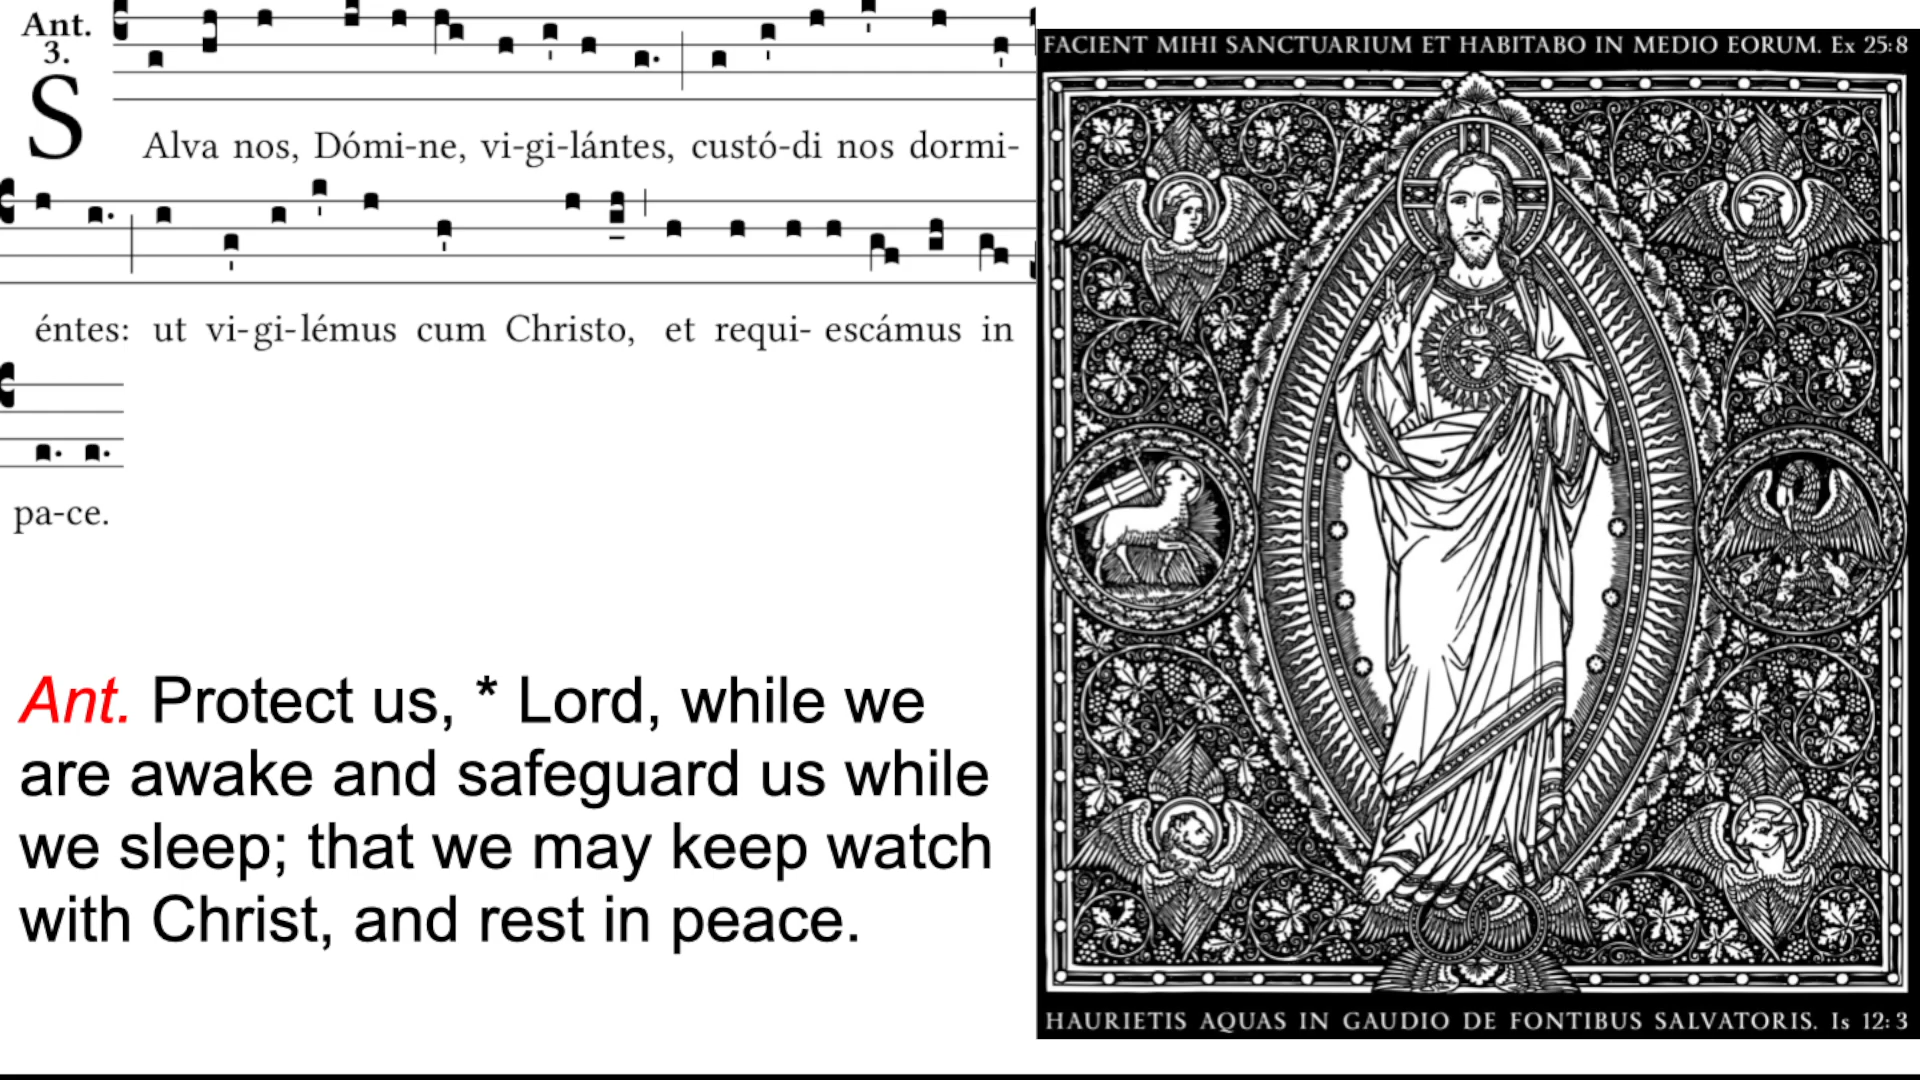 Ant.
3.
SAlva nos, Dómi-ne, vi-gi-lántes, custó-di nos dormi-
éntes: ut vi-gi-lémus cum Christo, et requi- escámus in
pa-ce.
Ant. Protect us, * Lord, while we
are awake and safeguard us while
we sleep; that we may keep watch
with Christ, and rest in peace.
FACIENT MIHI SANCTUARIUM ET HABITABO IN MEDIO EORUM. Ex 25:8
HAURIETIS AQUAS IN GAUDIO DE FONTIBUS SALVATORIS. Is 12:3